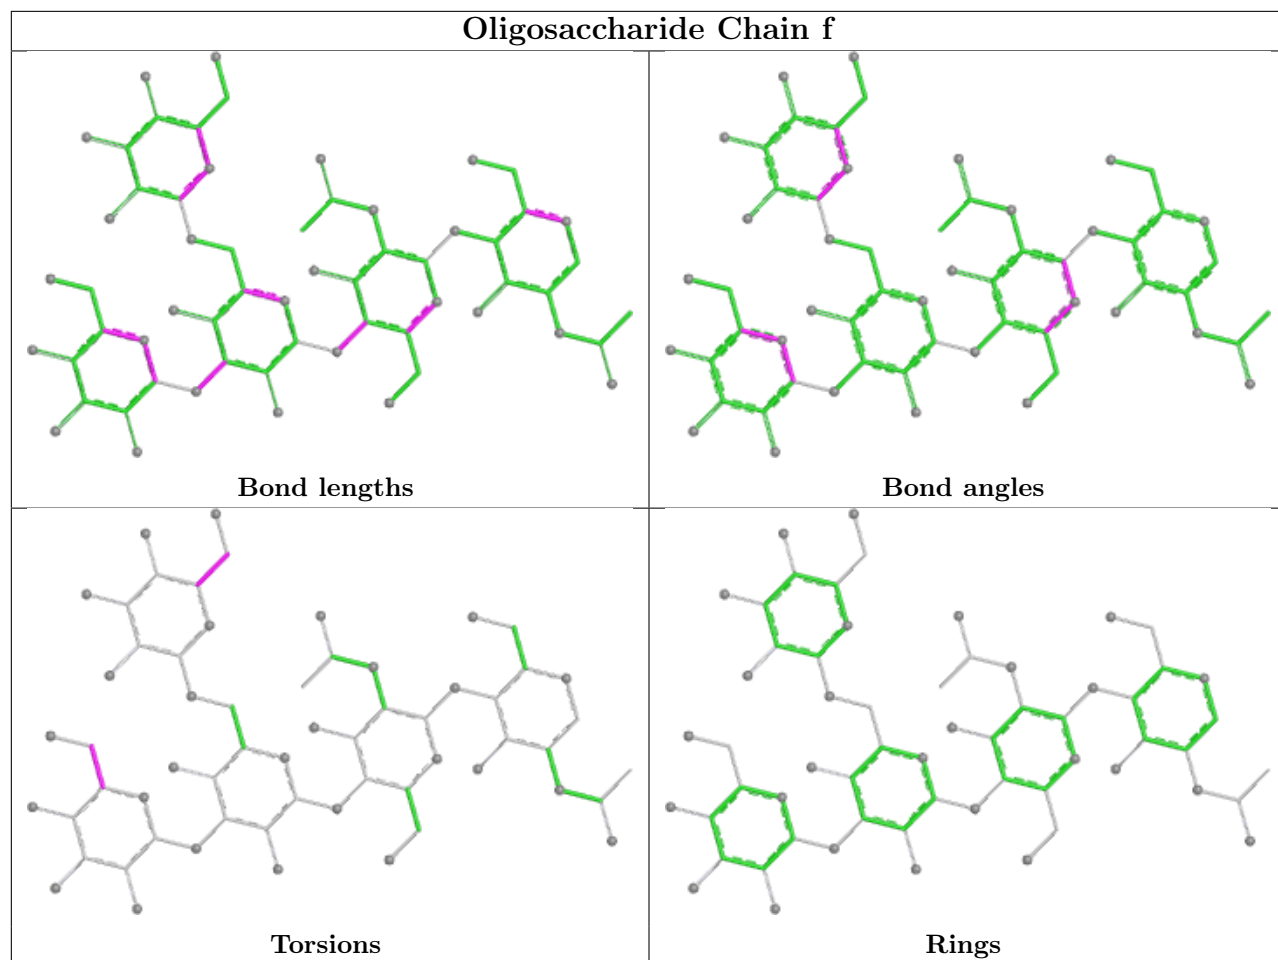 Oligosaccharide Chain f
Bond lengths
Bond angles
Torsions
Rings